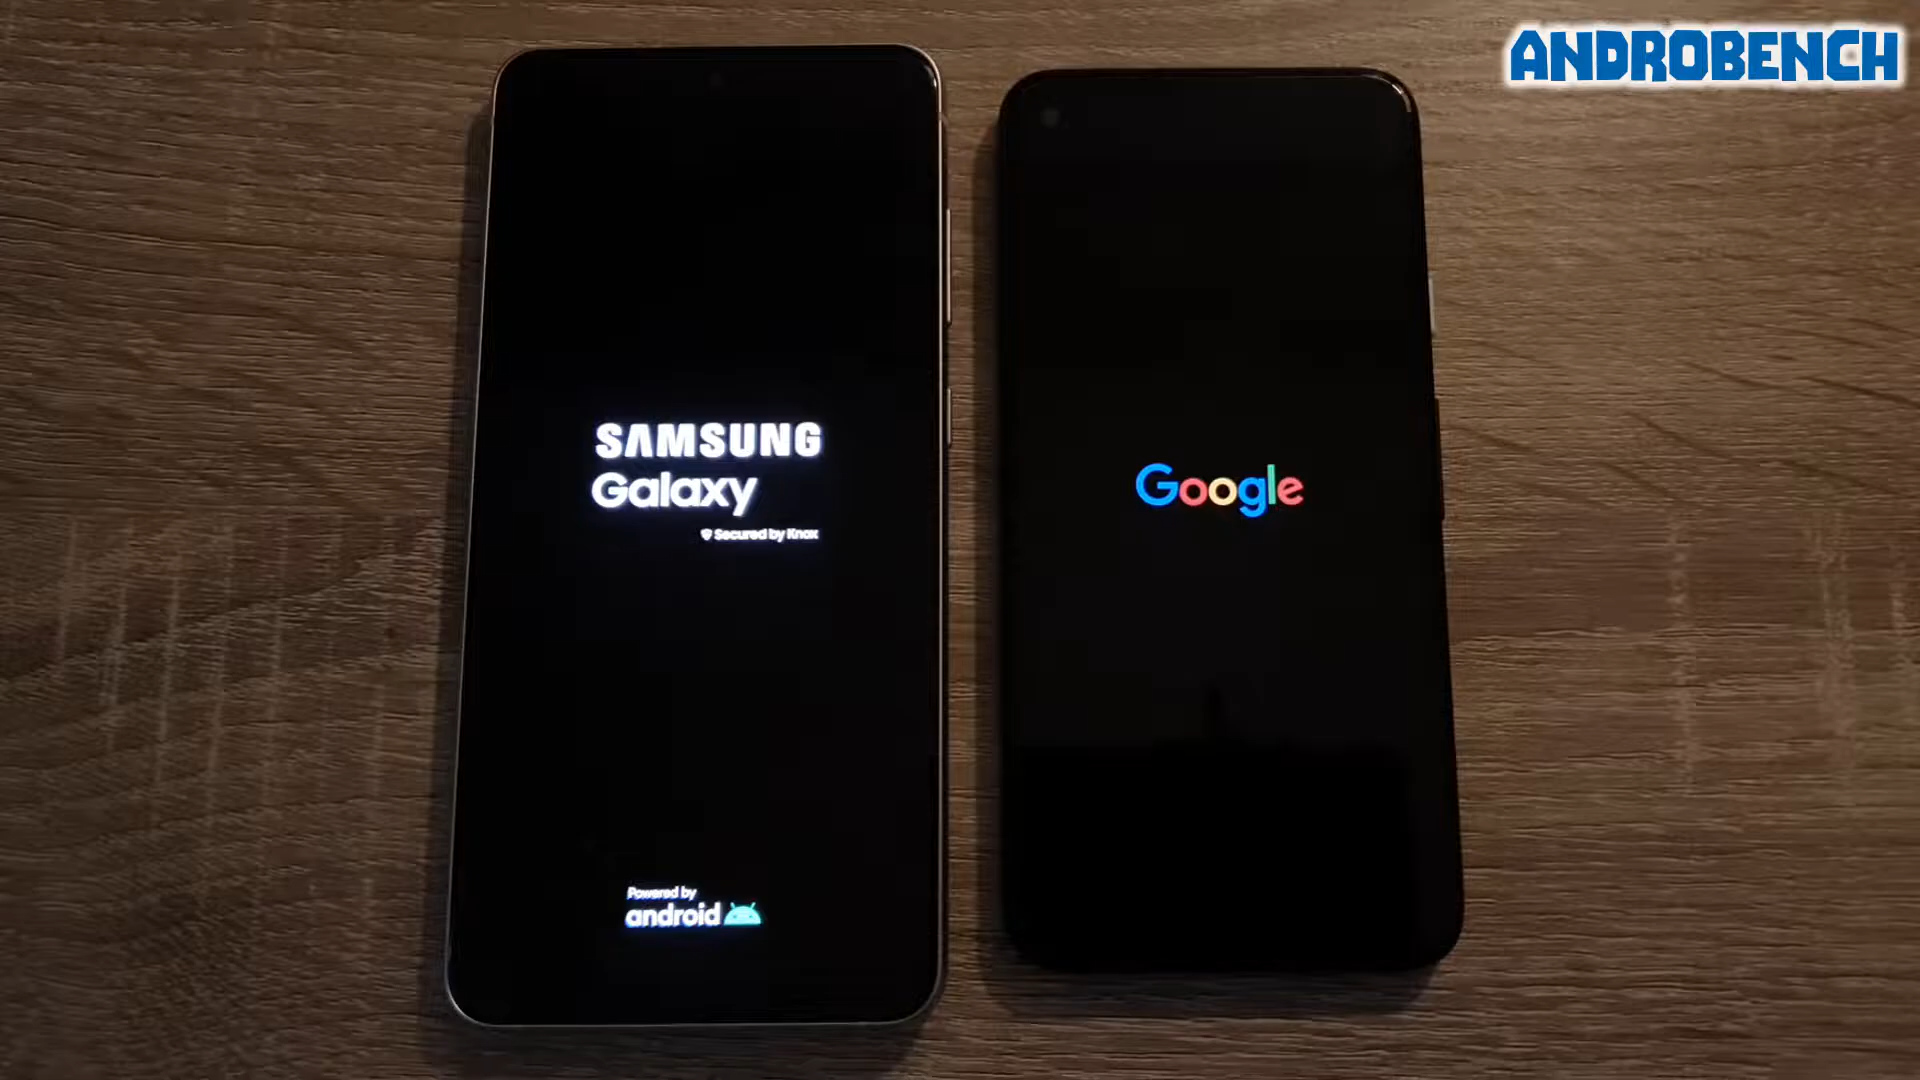 ANDROBENCH
SAMSUNG
Galaxy
Secured by Knox
Google
Powered by
android